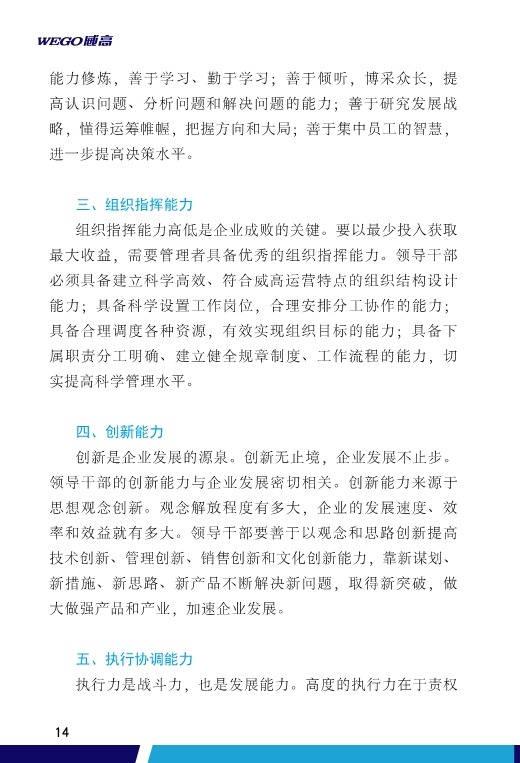 WEGO威高
能力修炼，善于学习、勤于学习；善于倾听，博采众长，提
高认识问题、分析问题和解决问题的能力；善于研究发展战
略，懂得运筹帷幄，把握方向和大局；善于集中员工的智慧，
进一步提高决策水平。
三、组织指挥能力
组织指挥能力高低是企业成败的关键。要以最少投入获取
最大收益，需要管理者具备优秀的组织指挥能力。领导干部
必须具备建立科学高效、符合威高运营特点的组织结构设计
能力；具备科学设置工作岗位，合理安排分工协作的能力；
具备合理调度各种资源，有效实现组织目标的能力；具备下
属职责分工明确、建立健全规章制度、工作流程的能力，切
实提高科学管理水平。
四、创新能力
创新是企业发展的源泉。创新无止境，企业发展不止步。
领导干部的创新能力与企业发展密切相关。创新能力来源于
思想观念创新。观念解放程度有多大，企业的发展速度、效
率和效益就有多大。领导干部要善于以观念和思路创新提高
技术创新、管理创新、销售创新和文化创新能力，靠新谋划、
新措施、新思路、新产品不断解决新问题，取得新突破，做
大做强产品和产业，加速企业发展。
五、执行协调能力
执行力是战斗力，也是发展能力。高度的执行力在于责权
14